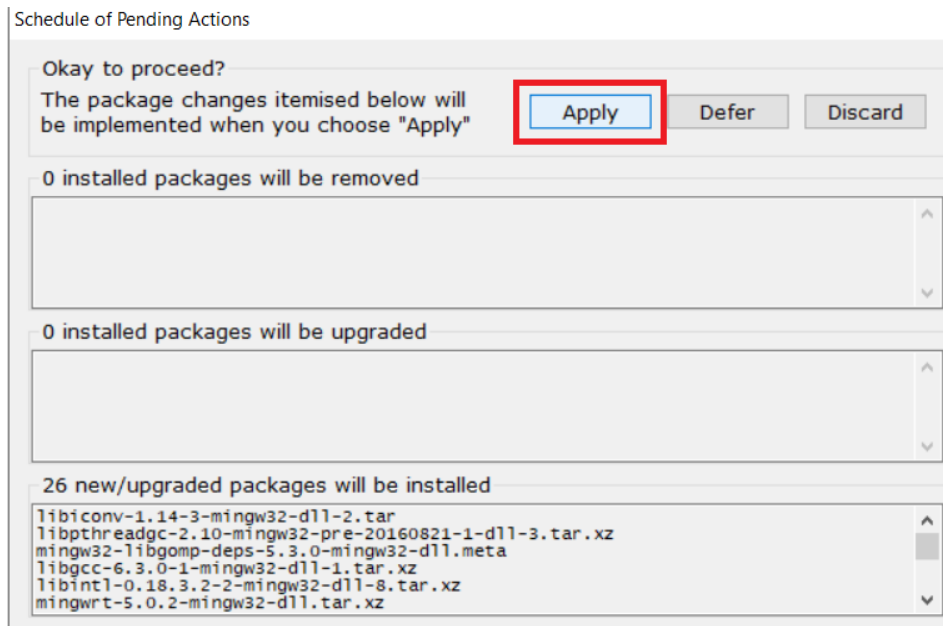 Schedule of Pending Actions
Okay to proceed?
The package changes itemised below will
be implemented when you choose "Apply"
Apply
Defer
Discard
0 installed packages will be removed
0 installed packages will be upgraded
26 new/upgraded packages will be installed
libiconv-1.14-3-mingw32-dll-2.tar
libpthreadgc-2.10-mingw32-pre-20160821-1-dll-3.tar.xz
mingw32-libgomp-deps-5.3.0-mingw32-dll.meta
libgcc-6.3.0-1-mingw32-dll-1.tar.xz
libintl-0.18.3.2-2-mingw32-dll-8.tar.xz
mingwrt-5.0.2-mingw32-dll.tar.xz